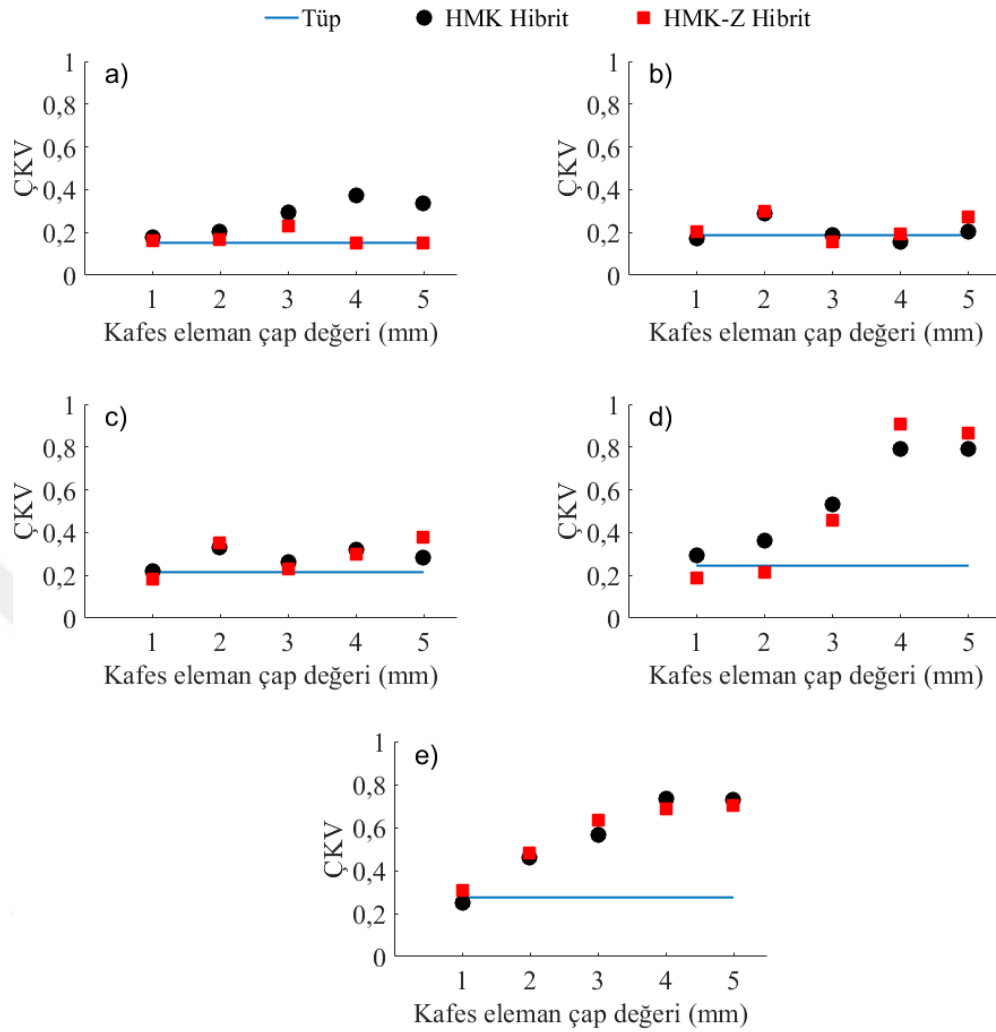 Tüp HMK Hibrit HMK-Z Hibrit
a)
1
0,8
0,6
0,4
0,2
0
ÇKV
1 2 3 4 5
Kafes eleman çap değeri (mm)
b)
1
0,8
0,6
0,4
0,2
0
ÇKV
1 2 3 4 5
Kafes eleman çap değeri (mm)
c)
1
0,8
0,6
0,4
0,2
0
ÇKV
1 2 3 4 5
Kafes eleman çap değeri (mm)
d)
1
0,8
0,6
0,4
0,2
0
ÇKV
1 2 3 4 5
Kafes eleman çap değeri (mm)
e)
1
0,8
0,6
0,4
0,2
0
ÇKV
1 2 3 4 5
Kafes eleman çap değeri (mm)